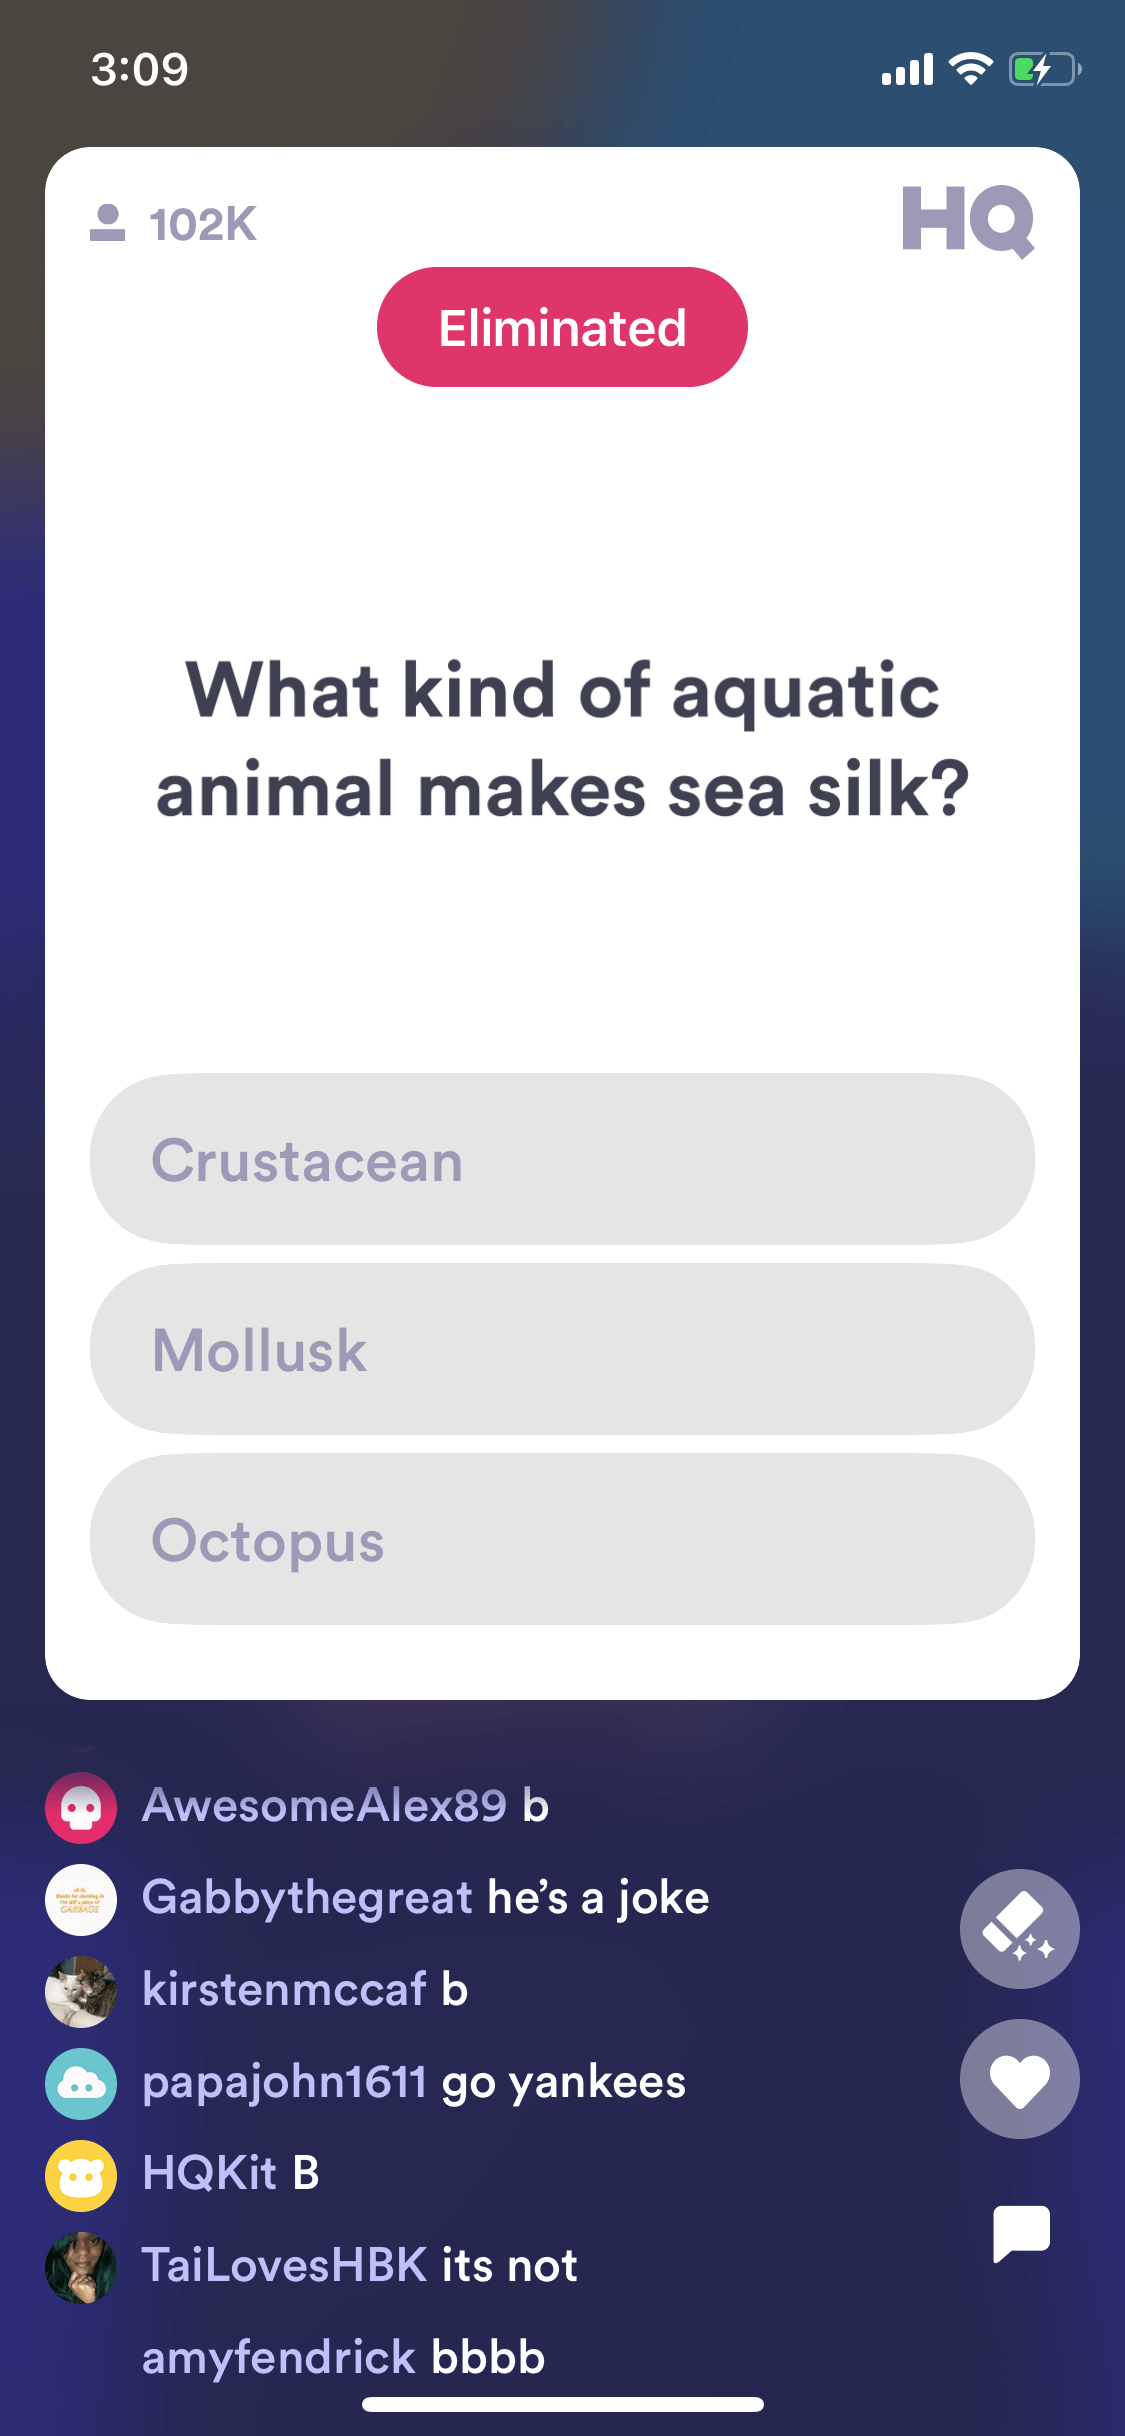 3:09
102K
HQ
Eliminated
What kind of aquatic
animal makes sea silk?
Crustacean
Mollusk
Octopus
AwesomeAlex89 b
Gabbythegreat he's a joke
kirstenmccaf b
papajohn1611 go yankees
HQKit B
TaiLovesHBK its not
amyfendrick bbbb